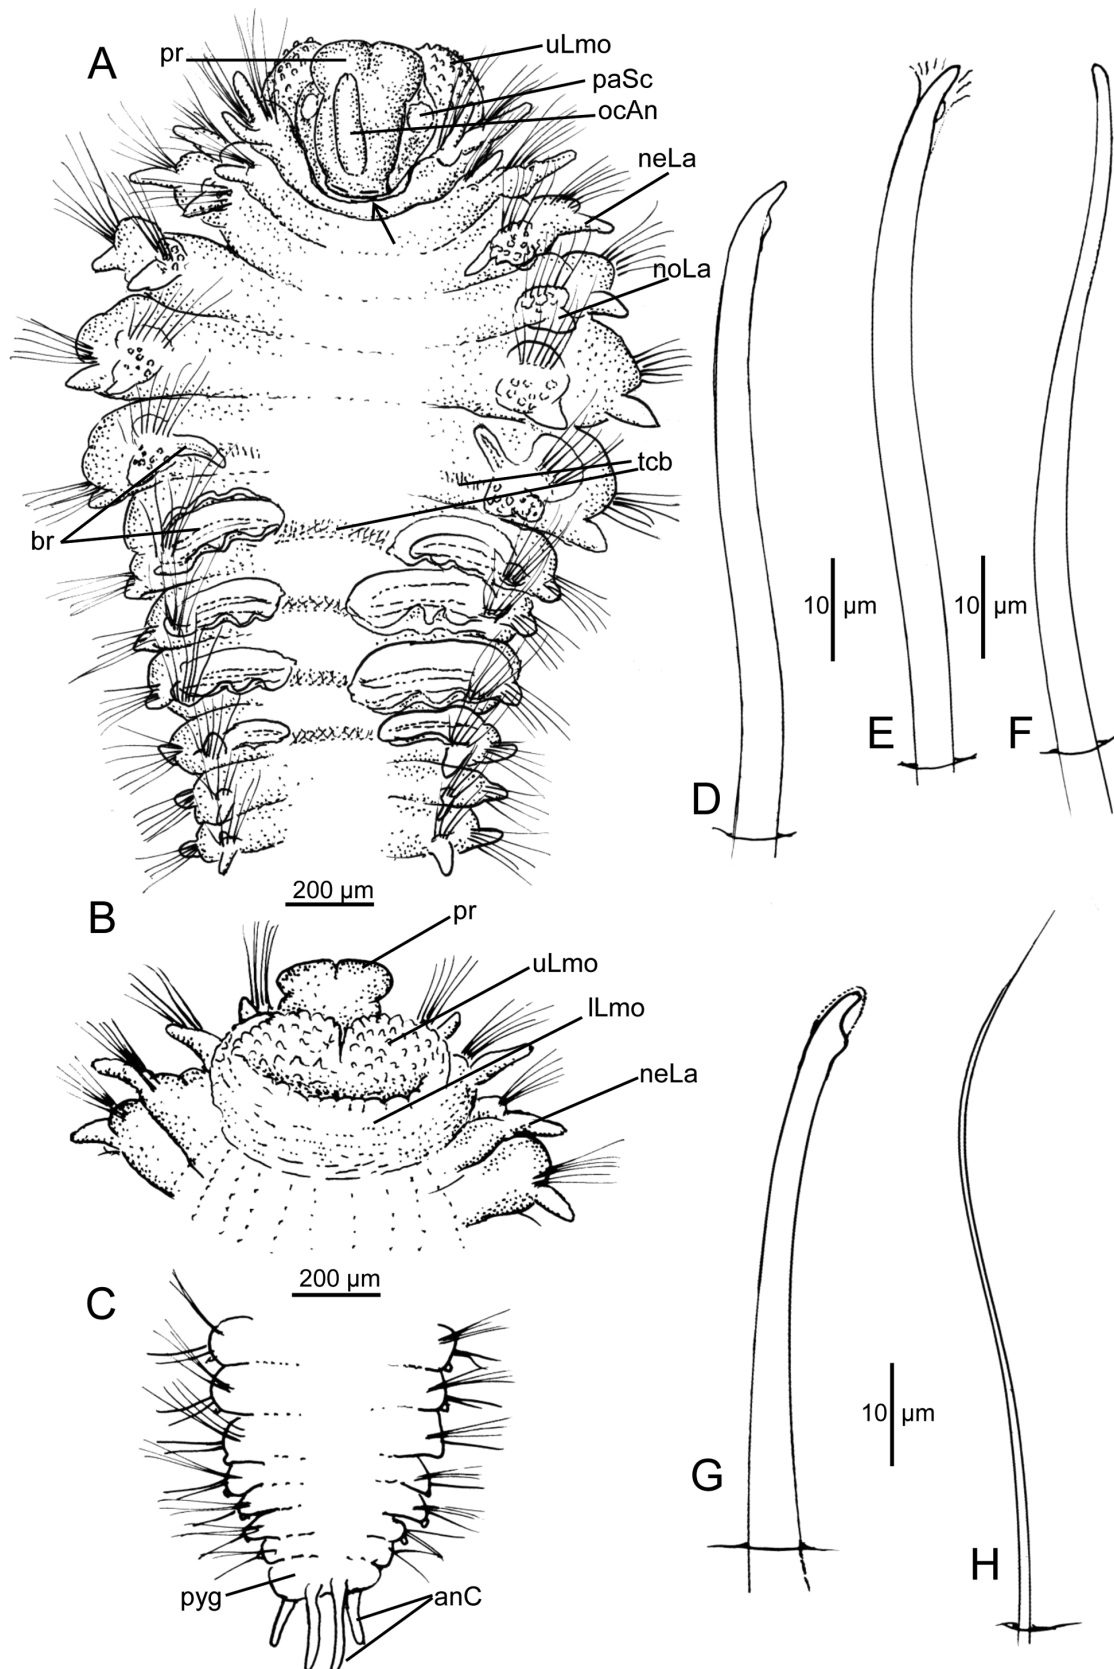 A
pr
uLmo
paSc
ocAn
neLa
noLa
tcb
br
200 µm
D
10 µm
E
10 µm
F
B
pr
uLmo
lLmo
neLa
200 µm
C
pyg
anC
G
10 µm
H